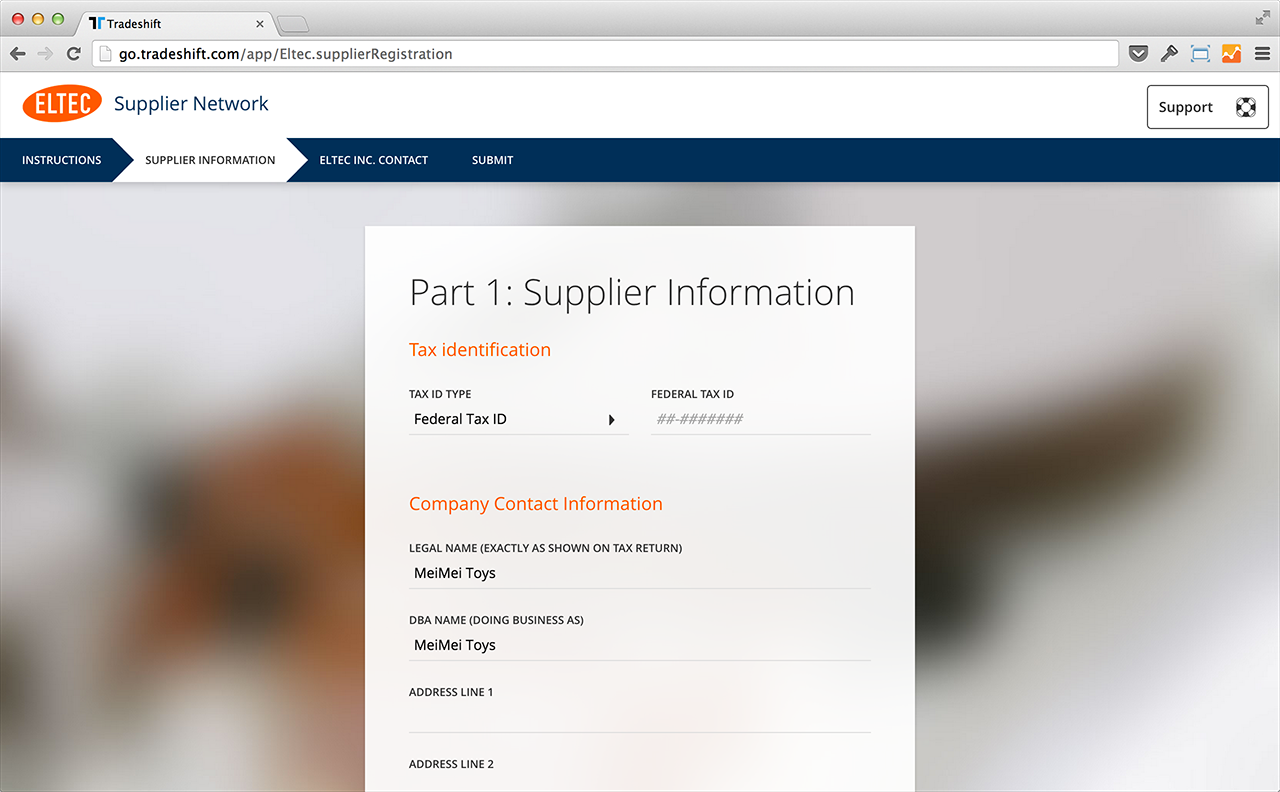 Tradeshift
go.tradeshift.com/app/Eltec.supplierRegistration
ELTEC Supplier Network
Support
INSTRUCTIONS SUPPLIER INFORMATION ELTEC INC. CONTACT SUBMIT
Part 1: Supplier Information
Tax identification
TAX ID TYPE FEDERAL TAX ID
Federal Tax ID ##-#######
Company Contact Information
LEGAL NAME (EXACTLY AS SHOWN ON TAX RETURN)
MeiMei Toys
DBA NAME (DOING BUSINESS AS)
MeiMei Toys
ADDRESS LINE 1
ADDRESS LINE 2